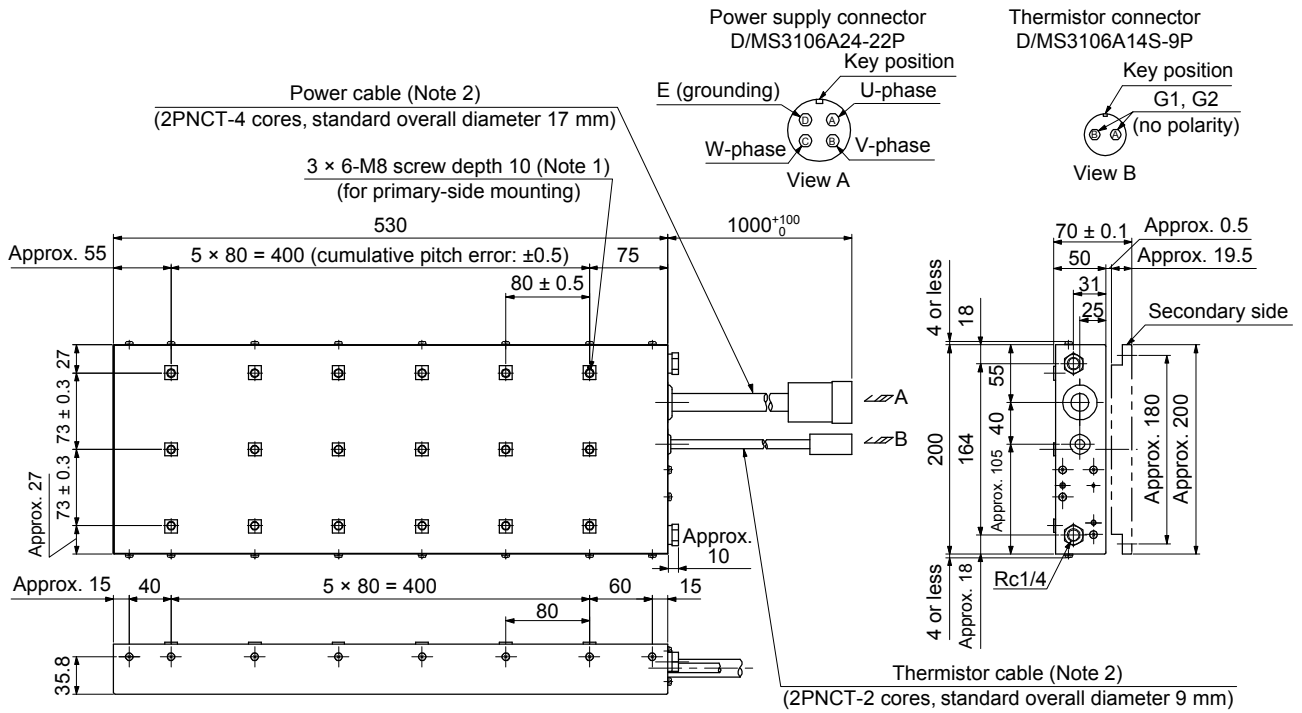 Power supply connector
D/MS3106A24-22P
Key position
E (grounding)
U-phase
D
A
C
B
W-phase
V-phase
View A
Thermistor connector
D/MS3106A14S-9P
Key position
G1, G2
(no polarity)
B
A
View B
Power cable (Note 2)
(2PNCT-4 cores, standard overall diameter 17 mm)
3 × 6-M8 screw depth 10 (Note 1)
(for primary-side mounting)
530
1000 +100 0
Approx. 55
5 × 80 = 400 (cumulative pitch error: ±0.5)
75
80 ± 0.5
27
73 ± 0.3
73 ± 0.3
Approx. 27
A
B
Approx.
10
70 ± 0.1
Approx. 0.5
50
Approx. 19.5
31
25
Secondary side
4 or less
18
200
164
55
40
Approx. 105
Approx. 180
Approx. 200
4 or less
Approx. 18
Rc1/4
Approx. 15
40
5 × 80 = 400
60
15
80
35.8
Thermistor cable (Note 2)
(2PNCT-2 cores, standard overall diameter 9 mm)